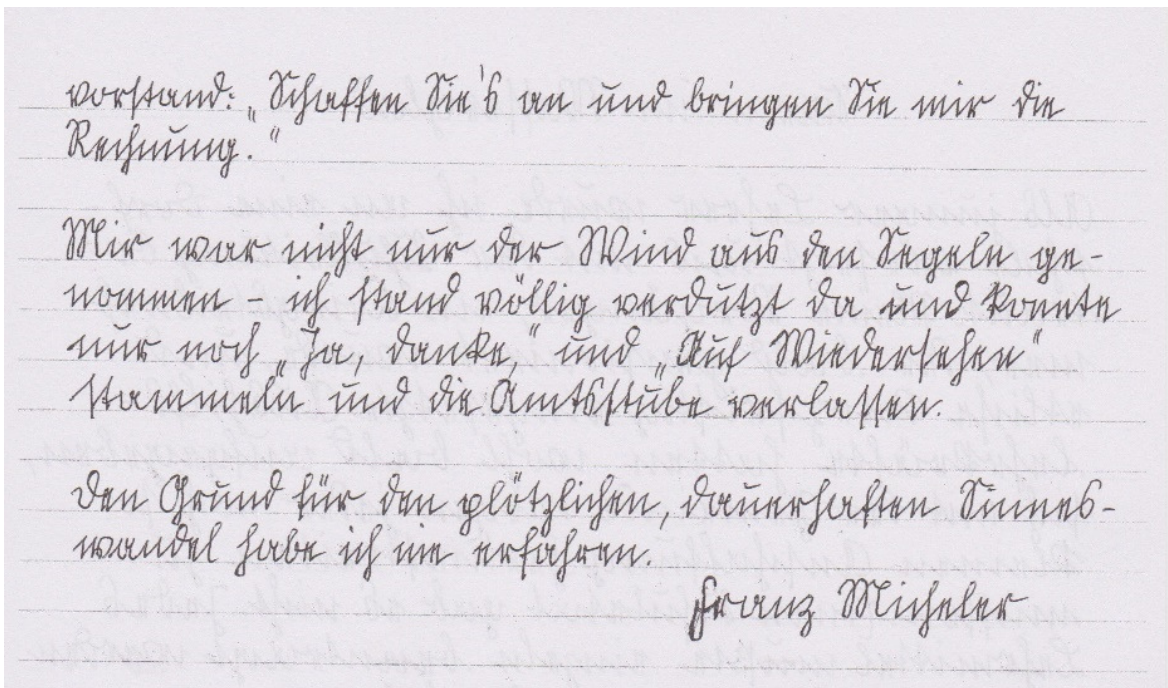 vorstand: „Schaffen Sie's an und bringen Sie mir die
Rechnung.“
Mir war nicht nur der Wind aus den Segeln ge-
nommen – ich stand völlig verdutzt da und konnte
nur noch „Ja, danke,“ und „Auf Wiedersehen“
stammeln und die Amtsstube verlassen.
Den Grund für den plötzlichen, dauerhaften Sinnes-
wandel habe ich nie erfahren.
Franz Micheler